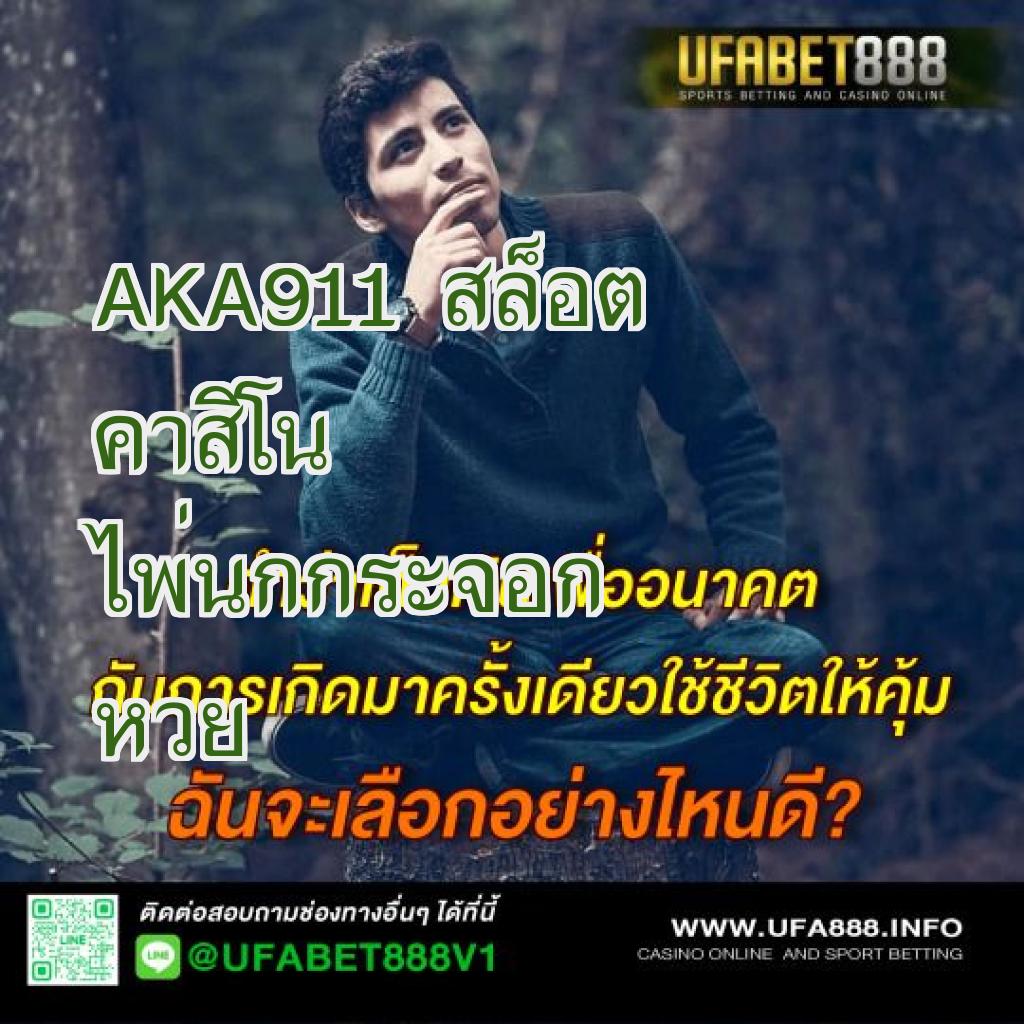 UFABET888
SPORTS BETTING AND CASINO ONLINE
AKA911 สล็อต
คาสิโน
ไพ่นกกระจอก
หวย
อนาคต
กับการเกิดมาครั้งเดียวใช้ชีวิตให้คุ้ม
ฉันจะเลือกอย่างไหนดี?
ติดต่อสอบถามช่องทางอื่นๆ ได้ที่นี้
LINE
LINE @UFABET888V1
WWW.UFA888.INFO
CASINO ONLINE AND SPORT BETTING